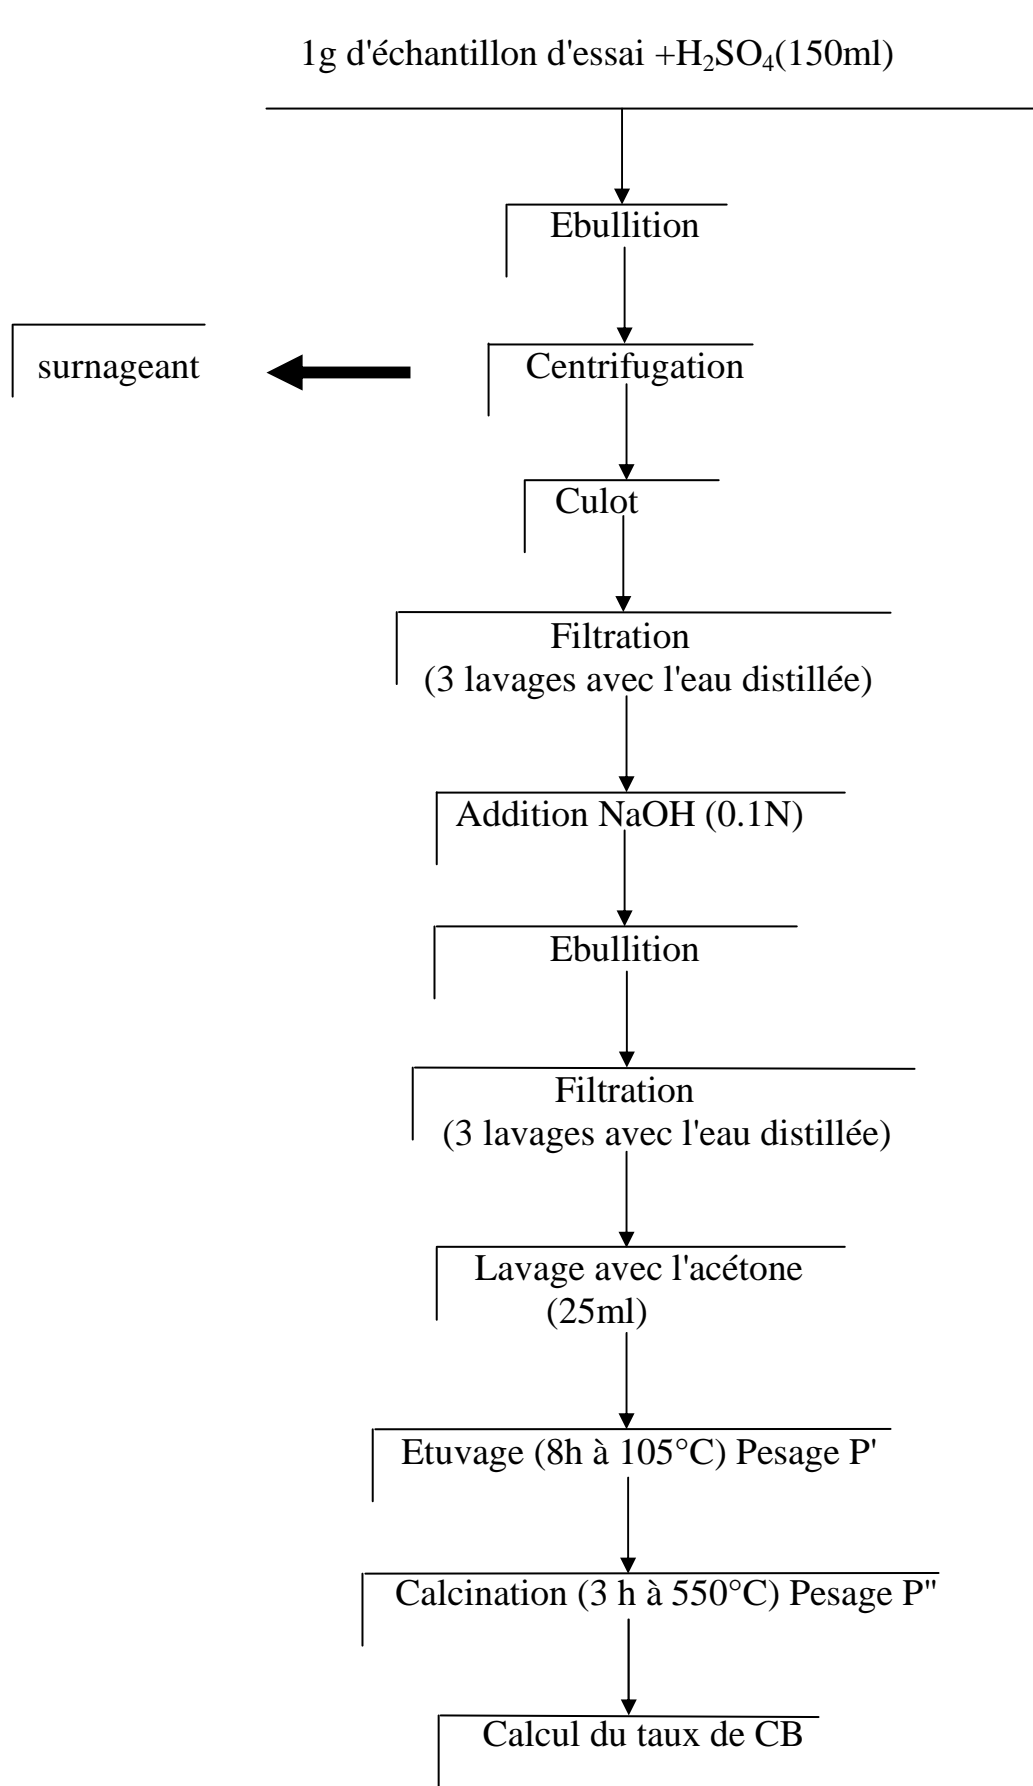 1g d'échantillon d'essai +H₂SO₄(150ml)
Ebullition
surnageant
Centrifugation
Culot
Filtration
(3 lavages avec l'eau distillée)
Addition NaOH (0.1N)
Ebullition
Filtration
(3 lavages avec l'eau distillée)
Lavage avec l'acétone
(25ml)
Etuvage (8h à 105°C) Pesage P'
Calcination (3 h à 550°C) Pesage P"
Calcul du taux de CB